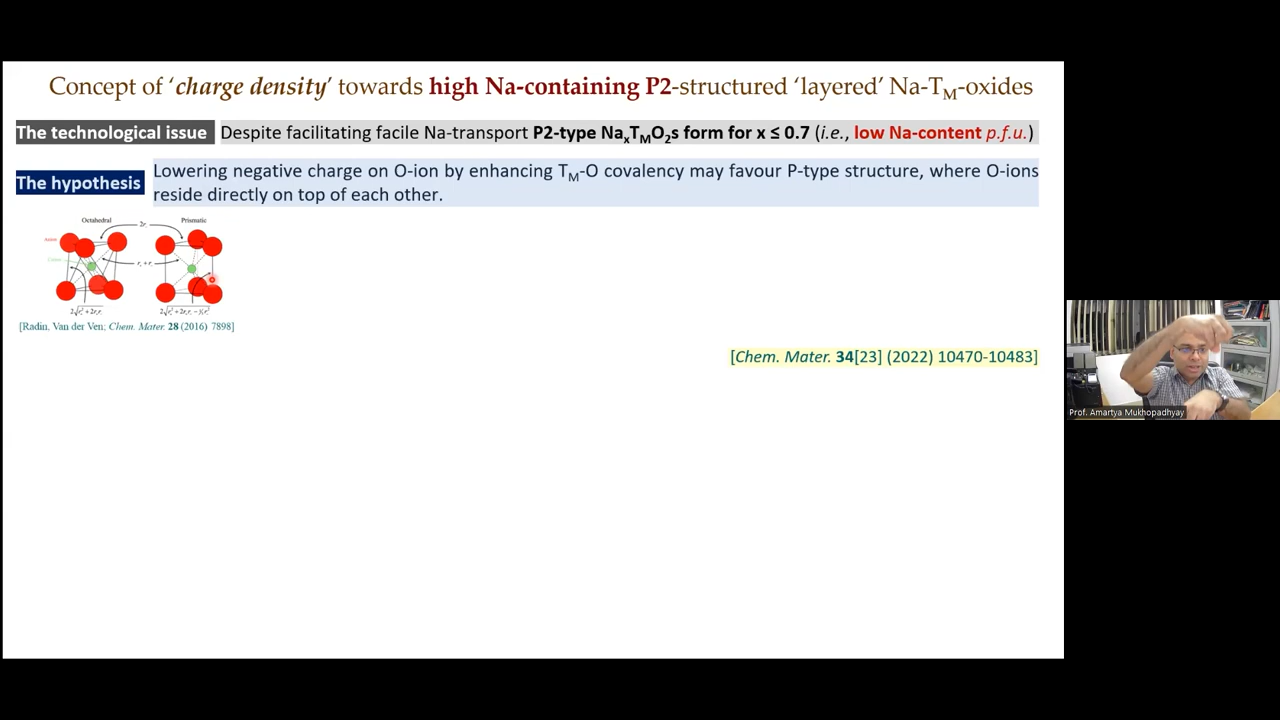 Concept of ‘charge density’ towards high Na-containing P2-structured ‘layered’ Na-TM-oxides
The technological issue Despite facilitating facile Na-transport P2-type NaxTMO2s form for x ≤ 0.7 (i.e., low Na-content p.f.u.)
The hypothesis Lowering negative charge on O-ion by enhancing TM-O covalency may favour P-type structure, where O-ions
reside directly on top of each other.
Octahedral Prismatic
[Radin, Van der Ven; Chem. Mater. 28 (2016) 7898]
[Chem. Mater. 34[23] (2022) 10470-10483]
Prof. Amartya Mukhopadhyay